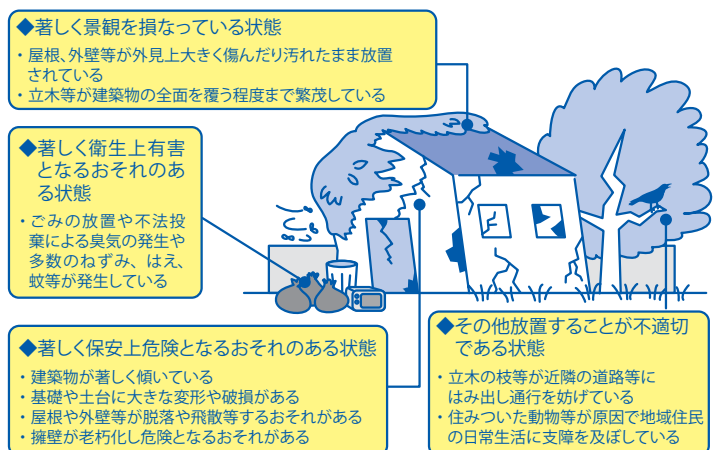 ◆著しく景観を損なっている状態
・屋根、外壁等が外見上大きく傷んだり汚れたまま放置
されている
・立木等が建築物の全面を覆う程度まで繁茂している
◆著しく衛生上有害
となるおそれのあ
る状態
・ごみの放置や不法投
棄による臭気の発生や
多数のねずみ、はえ、
蚊等が発生している
◆著しく保安上危険となるおそれのある状態
・建築物が著しく傾いている
・基礎や土台に大きな変形や破損がある
・屋根や外壁等が脱落や飛散等するおそれがある
・擁壁が老朽化し危険となるおそれがある
◆その他放置することが不適切
である状態
・立木の枝等が近隣の道路等に
はみ出し通行を妨げている
・住みついた動物等が原因で地域住民
の日常生活に支障を及ぼしている